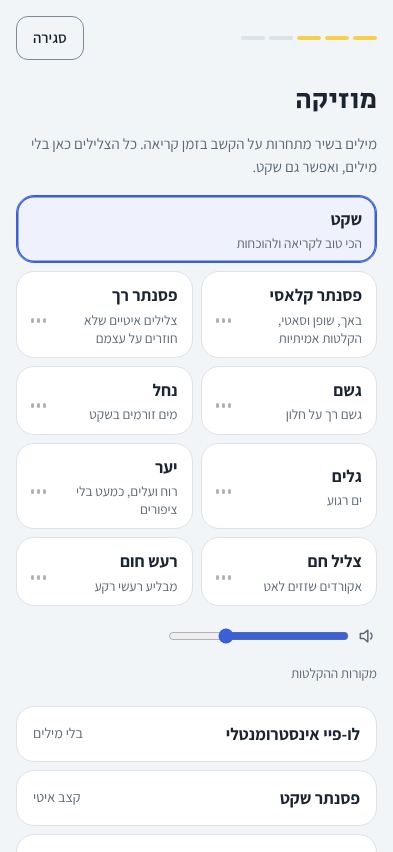 סגירה
מוזיקה
מילים בשיר מתחרות על הקשב בזמן קריאה. כל הצלילים כאן בלי
מילים, ואפשר גם שקט.
שקט
הכי טוב לקריאה ולהוכחות
פסנתר קלאסי
באך, שופן וסאטי,
הקלטות אמיתיות
פסנתר רך
צלילים איטיים שלא
חוזרים על עצמם
גשם
גשם רך על חלון
נחל
מים זורמים בשקט
גלים
ים רגוע
יער
רוח ועלים, כמעט בלי
ציפורים
צליל חם
אקורדים שזזים לאט
רעש חום
מבליע רעשי רקע
מקורות ההקלטות
לו-פיי אינסטרומנטלי
בלי מילים
פסנתר שקט
קצב איטי